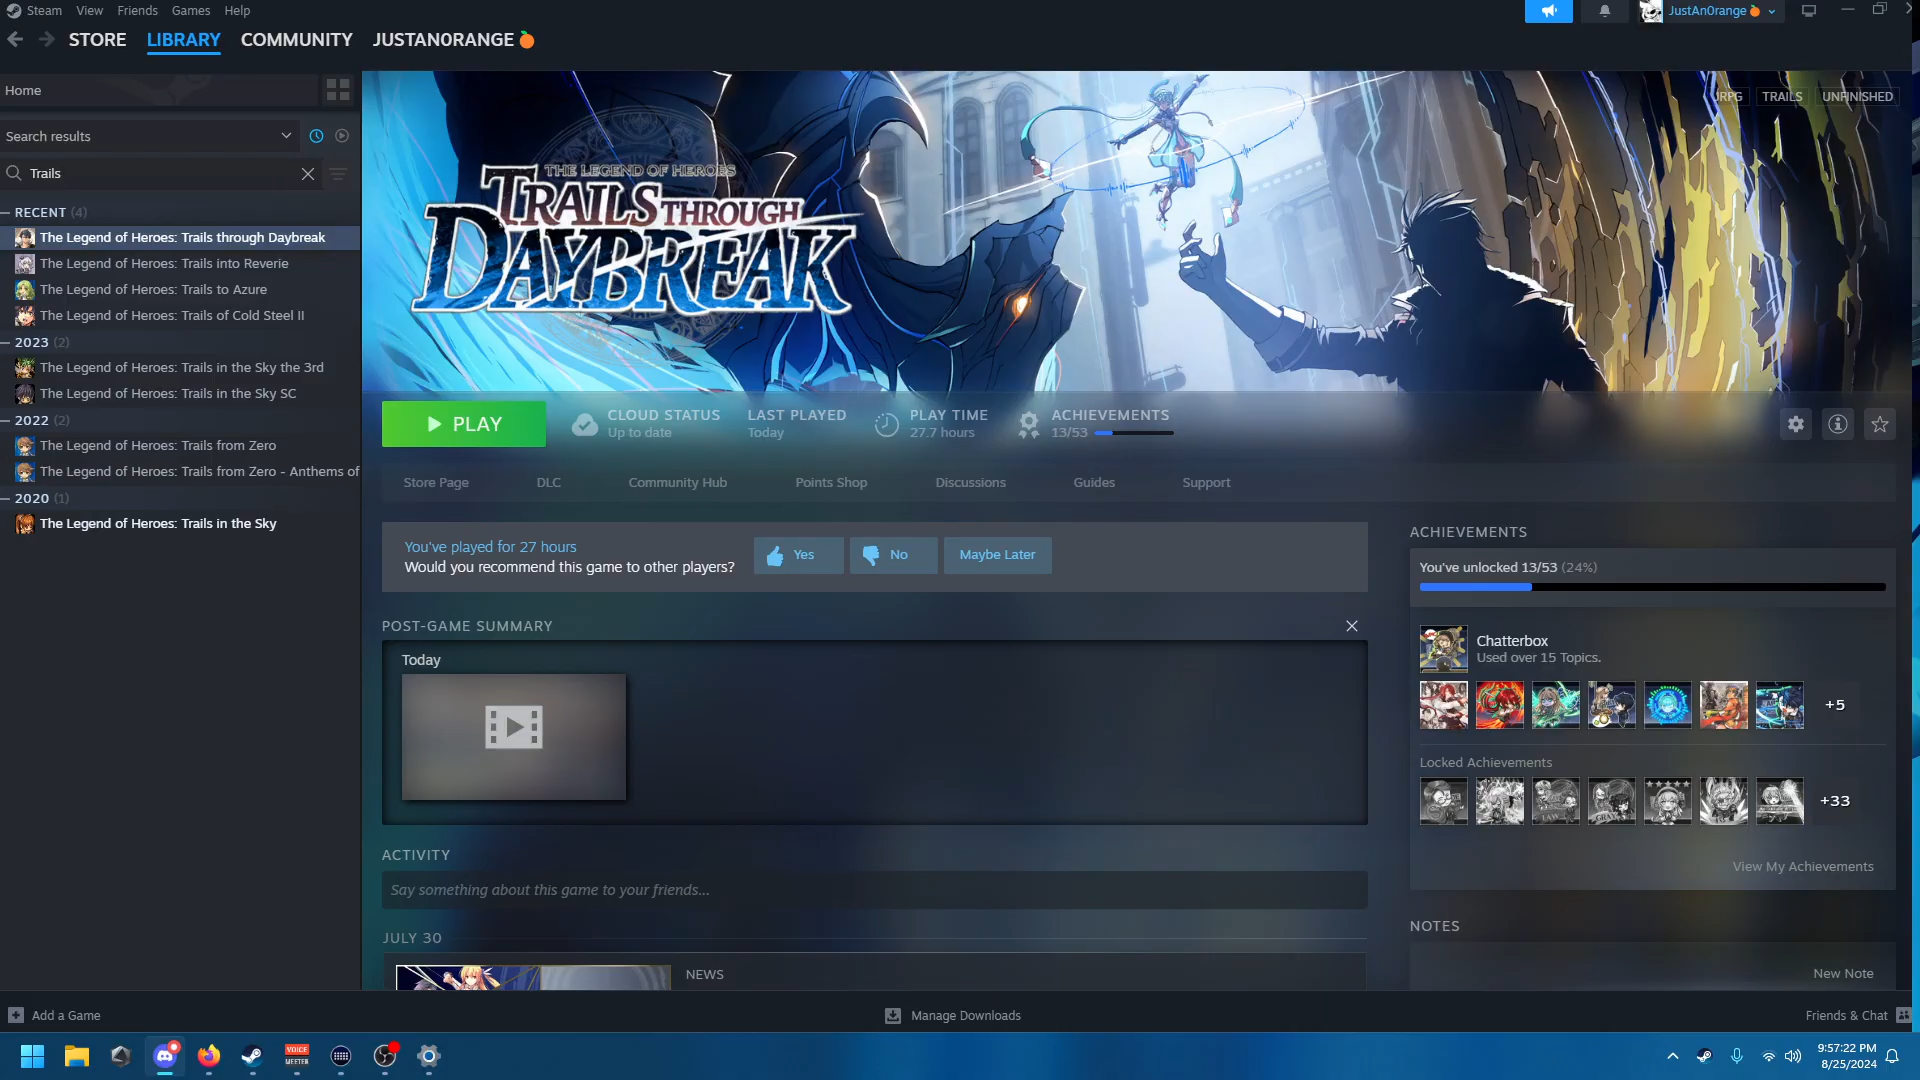 Steam View Friends Games Help
JustAn0range
STORE LIBRARY COMMUNITY JUSTAN0RANGE
Home
Search results
Trails
RECENT (4)
The Legend of Heroes: Trails through Daybreak
The Legend of Heroes: Trails into Reverie
The Legend of Heroes: Trails to Azure
The Legend of Heroes: Trails of Cold Steel II
2023 (2)
The Legend of Heroes: Trails in the Sky the 3rd
The Legend of Heroes: Trails in the Sky SC
2022 (2)
The Legend of Heroes: Trails from Zero
The Legend of Heroes: Trails from Zero - Anthems of
2020 (1)
The Legend of Heroes: Trails in the Sky
JRPG TRAILS UNFINISHED
THE LEGEND OF HEROES
TRAILS THROUGH
DAYBREAK
PLAY
CLOUD STATUS
Up to date
LAST PLAYED
Today
PLAY TIME
27.7 hours
ACHIEVEMENTS
13/53
Store Page DLC Community Hub Points Shop Discussions Guides Support
You've played for 27 hours
Would you recommend this game to other players?
Yes No Maybe Later
POST-GAME SUMMARY
Today
ACTIVITY
Say something about this game to your friends...
JULY 30
NEWS
ACHIEVEMENTS
You've unlocked 13/53 (24%)
Chatterbox
Used over 15 Topics.
+5
Locked Achievements
+33
View My Achievements
NOTES
New Note
Add a Game
Manage Downloads
Friends & Chat
VOICE
MEETER
9:57:22 PM
8/25/2024